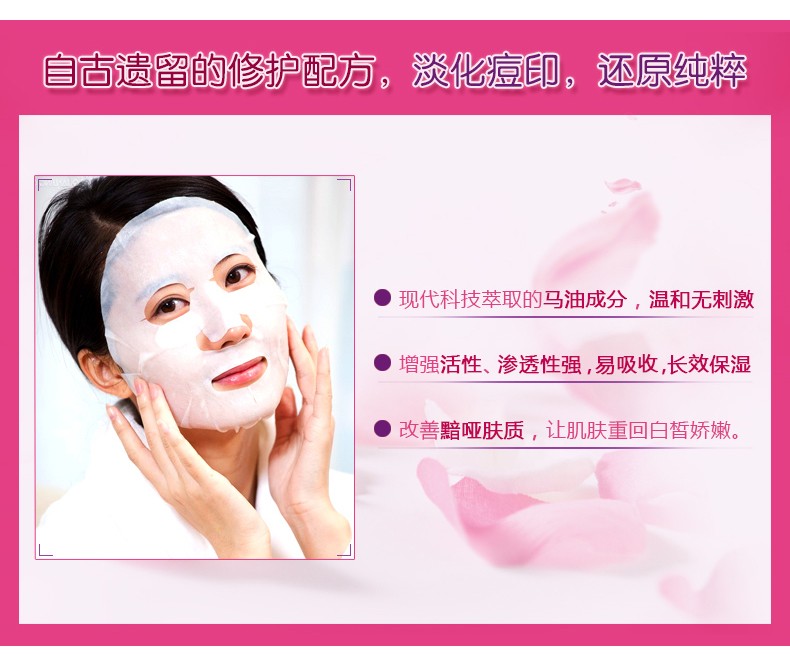 自古遗留的修护配方，淡化痘印，还原纯粹
现代科技萃取的马油成分，温和无刺激
增强活性、渗透性强,易吸收,长效保湿
改善黯哑肤质，让肌肤重回白皙娇嫩。